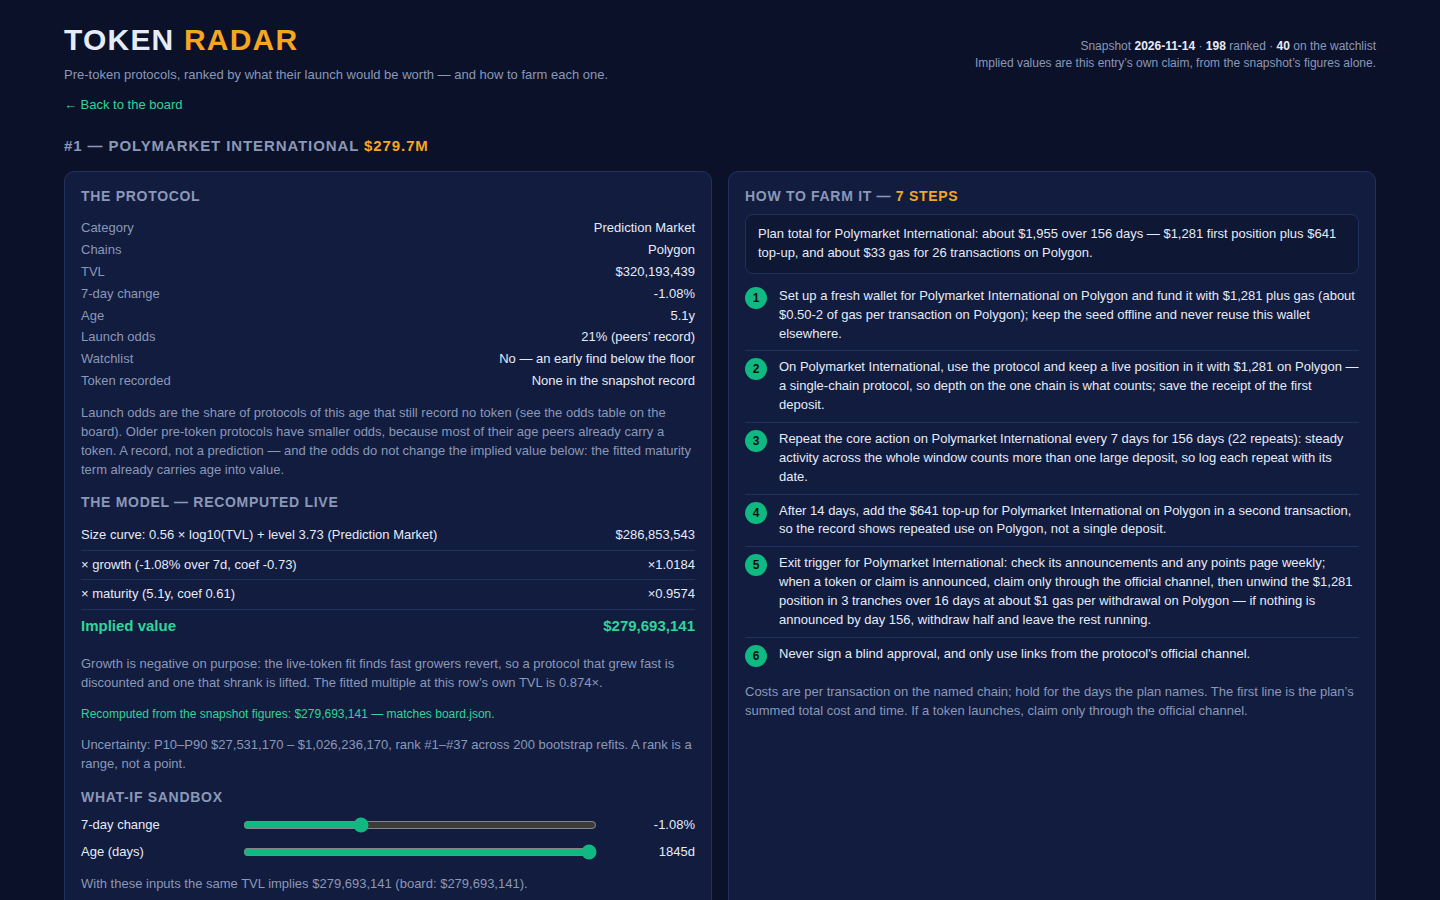 TOKEN RADAR
Pre-token protocols, ranked by what their launch would be worth — and how to farm each one.
Snapshot 2026-11-14 · 198 ranked · 40 on the watchlist
Implied values are this entry’s own claim, from the snapshot’s figures alone.
← Back to the board
#1 — POLYMARKET INTERNATIONAL $279.7M
THE PROTOCOL
Category Prediction Market
Chains Polygon
TVL $320,193,439
7-day change -1.08%
Age 5.1y
Launch odds 21% (peers’ record)
Watchlist No — an early find below the floor
Token recorded None in the snapshot record
Launch odds are the share of protocols of this age that still record no token (see the odds table on the
board). Older pre-token protocols have smaller odds, because most of their age peers already carry a
token. A record, not a prediction — and the odds do not change the implied value below: the fitted maturity
term already carries age into value.
THE MODEL — RECOMPUTED LIVE
Size curve: 0.56 × log10(TVL) + level 3.73 (Prediction Market) $286,853,543
× growth (-1.08% over 7d, coef -0.73) ×1.0184
× maturity (5.1y, coef 0.61) ×0.9574
Implied value $279,693,141
Growth is negative on purpose: the live-token fit finds fast growers revert, so a protocol that grew fast is
discounted and one that shrank is lifted. The fitted multiple at this row’s own TVL is 0.874×.
Recomputed from the snapshot figures: $279,693,141 — matches board.json.
Uncertainty: P10–P90 $27,531,170 – $1,026,236,170, rank #1–#37 across 200 bootstrap refits. A rank is a
range, not a point.
WHAT-IF SANDBOX
7-day change -1.08%
Age (days) 1845d
With these inputs the same TVL implies $279,693,141 (board: $279,693,141).
HOW TO FARM IT — 7 STEPS
Plan total for Polymarket International: about $1,955 over 156 days — $1,281 first position plus $641
top-up, and about $33 gas for 26 transactions on Polygon.
1 Set up a fresh wallet for Polymarket International on Polygon and fund it with $1,281 plus gas (about
$0.50-2 of gas per transaction on Polygon); keep the seed offline and never reuse this wallet
elsewhere.
2 On Polymarket International, use the protocol and keep a live position in it with $1,281 on Polygon —
a single-chain protocol, so depth on the one chain is what counts; save the receipt of the first
deposit.
3 Repeat the core action on Polymarket International every 7 days for 156 days (22 repeats): steady
activity across the whole window counts more than one large deposit, so log each repeat with its
date.
4 After 14 days, add the $641 top-up for Polymarket International on Polygon in a second transaction,
so the record shows repeated use on Polygon, not a single deposit.
5 Exit trigger for Polymarket International: check its announcements and any points page weekly;
when a token or claim is announced, claim only through the official channel, then unwind the $1,281
position in 3 tranches over 16 days at about $1 gas per withdrawal on Polygon — if nothing is
announced by day 156, withdraw half and leave the rest running.
6 Never sign a blind approval, and only use links from the protocol's official channel.
Costs are per transaction on the named chain; hold for the days the plan names. The first line is the plan’s
summed total cost and time. If a token launches, claim only through the official channel.